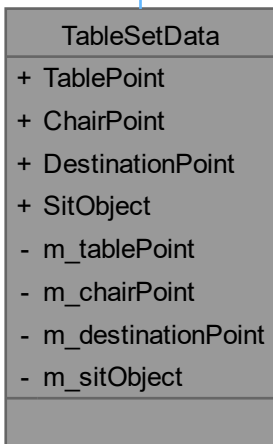 TableSetData
+ TablePoint
+ ChairPoint
+ DestinationPoint
+ SitObject
- m_tablePoint
- m_chairPoint
- m_destinationPoint
- m_sitObject